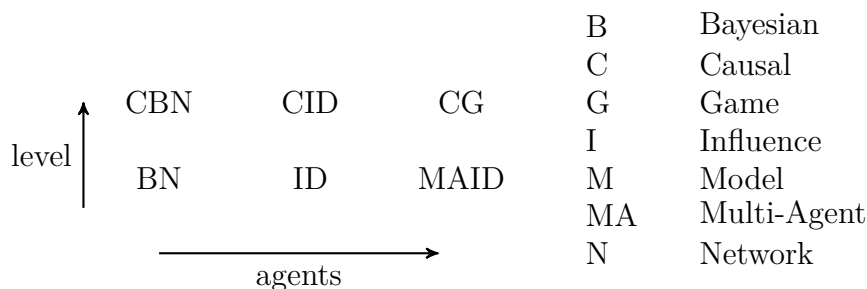 CBN CID CG
level
BN ID MAID
agents
B Bayesian
C Causal
G Game
I Influence
M Model
MA Multi-Agent
N Network